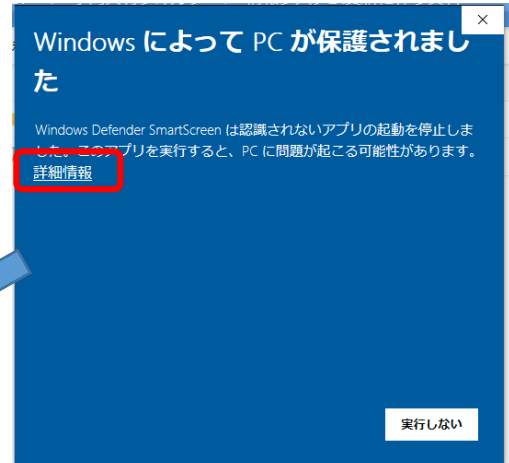 Windows によって PC が保護されまし
た
Windows Defender SmartScreen は認識されないアプリの起動を停止しま
した。このアプリを実行すると、PC に問題が起こる可能性があります。
詳細情報
実行しない